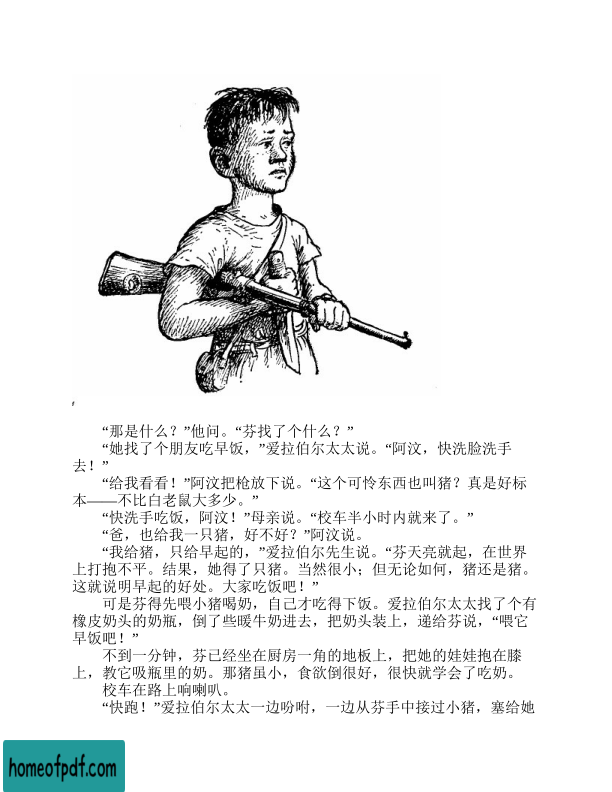 “那是什么？”他问。“芬找了个什么？”
“她找了个朋友吃早饭，”爱拉伯尔太太说。“阿汶，快洗脸洗手
去！”
“给我看看！”阿汶把枪放下说。“这个可怜东西也叫猪？真是好标
本——不比白老鼠大多少。”
“快洗手吃饭，阿汶！”母亲说。“校车半小时内就来了。”
“爸，也给我一只猪，好不好？”阿汶说。
“我给猪，只给早起的，”爱拉伯尔先生说。“芬天亮就起，在世界
上打抱不平。结果，她得了只猪。当然很小；但无论如何，猪还是猪。
这就说明早起的好处。大家吃饭吧！”
可是芬得先喂小猪喝奶，自己才吃得下饭。爱拉伯尔太太找了个有
橡皮奶头的奶瓶，倒了些暖牛奶进去，把奶头装上，递给芬说，“喂它
早饭吧！”
不到一分钟，芬已经坐在厨房一角的地板上，把她的娃娃抱在膝
上，教它吸瓶里的奶。那猪虽小，食欲倒很好，很快就学会了吃奶。
校车在路上响喇叭。
“快跑！”爱拉伯尔太太一边吩咐，一边从芬手中接过小猪，塞给她
homeofpdf.com